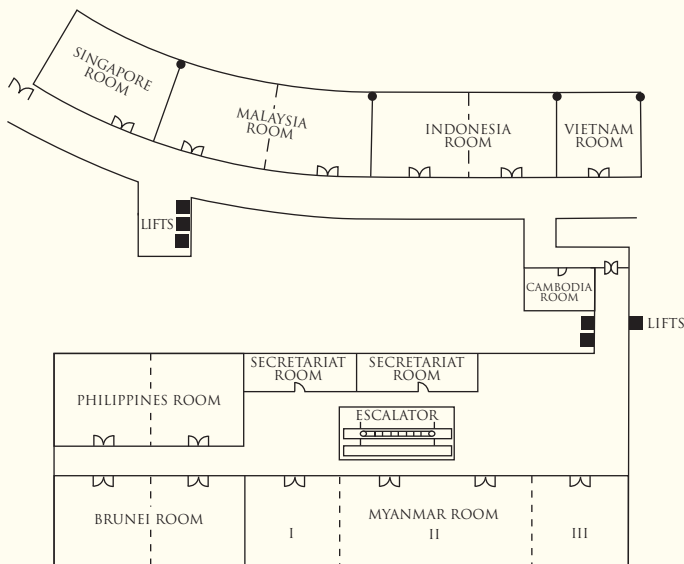 SINGAPORE
ROOM
MALAYSIA
ROOM
INDONESIA
ROOM
VIETNAM
ROOM
LIFTS
CAMBODIA
ROOM
LIFTS
SECRETARIAT
ROOM
SECRETARIAT
ROOM
PHILIPPINES ROOM
ESCALATOR
BRUNEI ROOM
MYANMAR ROOM
I
II
III